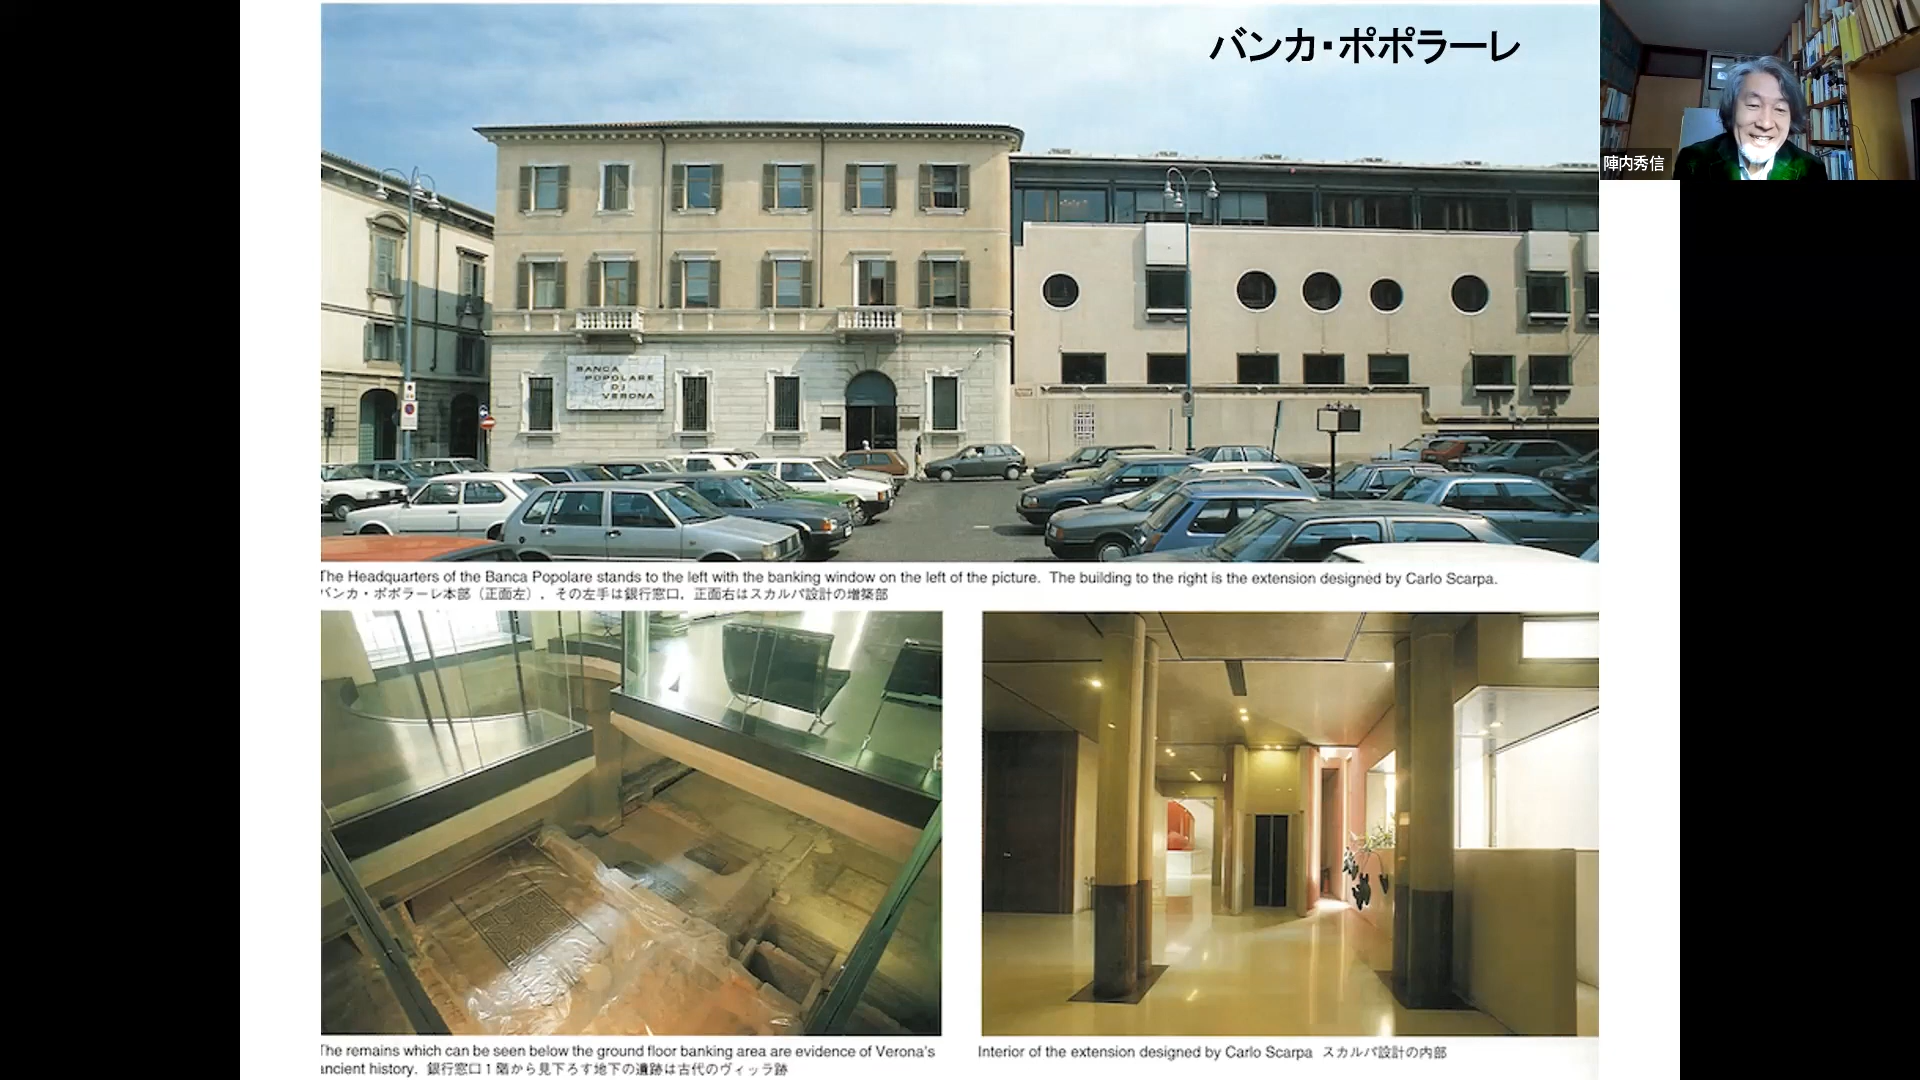 バンカ・ポポラーレ
陣内秀信
BANCA
POPOLARE
DI
VERONA
The Headquarters of the Banca Popolare stands to the left with the banking window on the left of the picture. The building to the right is the extension designed by Carlo Scarpa.
バンカ・ポポラーレ本部（正面左）、その左手は銀行窓口、正面右はスカルパ設計の増築部
The remains which can be seen below the ground floor banking area are evidence of Verona's
ancient history. 銀行窓口1階から見下ろす地下の遺跡は古代のヴィッラ跡
Interior of the extension designed by Carlo Scarpa スカルパ設計の内部